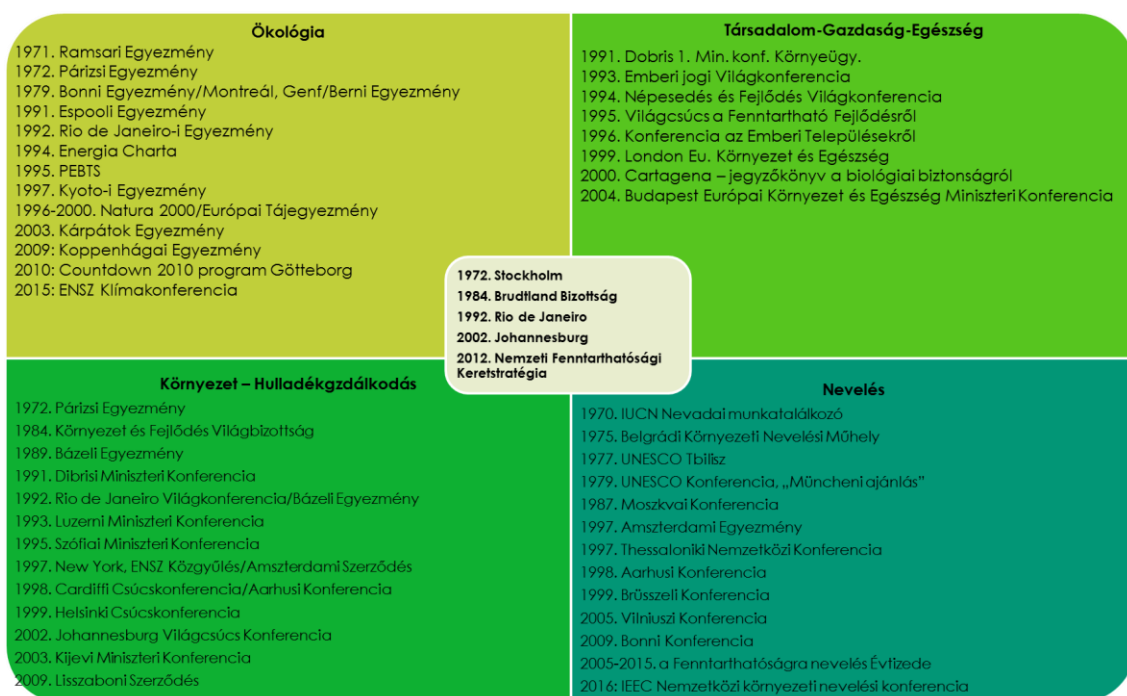 Ökológia
1971. Ramsari Egyezmény
1972. Párizsi Egyezmény
1979. Bonni Egyezmény/Montreál, Genf/Berni Egyezmény
1991. Espooli Egyezmény
1992. Rio de Janeiro-i Egyezmény
1994. Energia Charta
1995. PEBTS
1997. Kyoto-i Egyezmény
1996-2000. Natura 2000/Európai Tájegyezmény
2003. Kárpátok Egyezmény
2009: Koppenhágai Egyezmény
2010: Countdown 2010 program Götteborg
2015: ENSZ Klímakonferencia
Társadalom-Gazdaság-Egészség
1991. Dobris 1. Min. konf. Környeügy.
1993. Emberi jogi Világkonferencia
1994. Népesedés és Fejlődés Világkonferencia
1995. Világcsúcs a Fenntartható Fejlődésről
1996. Konferencia az Emberi Településekről
1999. London Eu. Környezet és Egészség
2000. Cartagena – jegyzőkönyv a biológiai biztonságról
2004. Budapest Európai Környezet és Egészség Miniszteri Konferencia
1972. Stockholm
1984. Brudtland Bizottság
1992. Rio de Janeiro
2002. Johannesburg
2012. Nemzeti Fenntarthatósági
Keretstratégia
Környezet – Hulladékgzdálkodás
1972. Párizsi Egyezmény
1984. Környezet és Fejlődés Világbizottság
1989. Bázeli Egyezmény
1991. Dibrisi Miniszteri Konferencia
1992. Rio de Janeiro Világkonferencia/Bázeli Egyezmény
1993. Luzerni Miniszteri Konferencia
1995. Szófiai Miniszteri Konferencia
1997. New York, ENSZ Közgyűlés/Amszterdami Szerződés
1998. Cardiffi Csúcskonferencia/Aarhusi Konferencia
1999. Helsinki Csúcskonferencia
2002. Johannesburg Világcsúcs Konferencia
2003. Kijevi Miniszteri Konferencia
2009. Lisszaboni Szerződés
Nevelés
1970. IUCN Nevadai munkatalálkozó
1975. Belgrádi Környezeti Nevelési Műhely
1977. UNESCO Tbilisz
1979. UNESCO Konferencia, „Müncheni ajánlás”
1987. Moszkvai Konferencia
1997. Amszterdami Egyezmény
1997. Thessaloniki Nemzetközi Konferencia
1998. Aarhusi Konferencia
1999. Brüsszeli Konferencia
2005. Vilniuszi Konferencia
2009. Bonni Konferencia
2005-2015. a Fenntarthatóságra nevelés Évtizede
2016: IEEC Nemzetközi környezeti nevelési konferencia